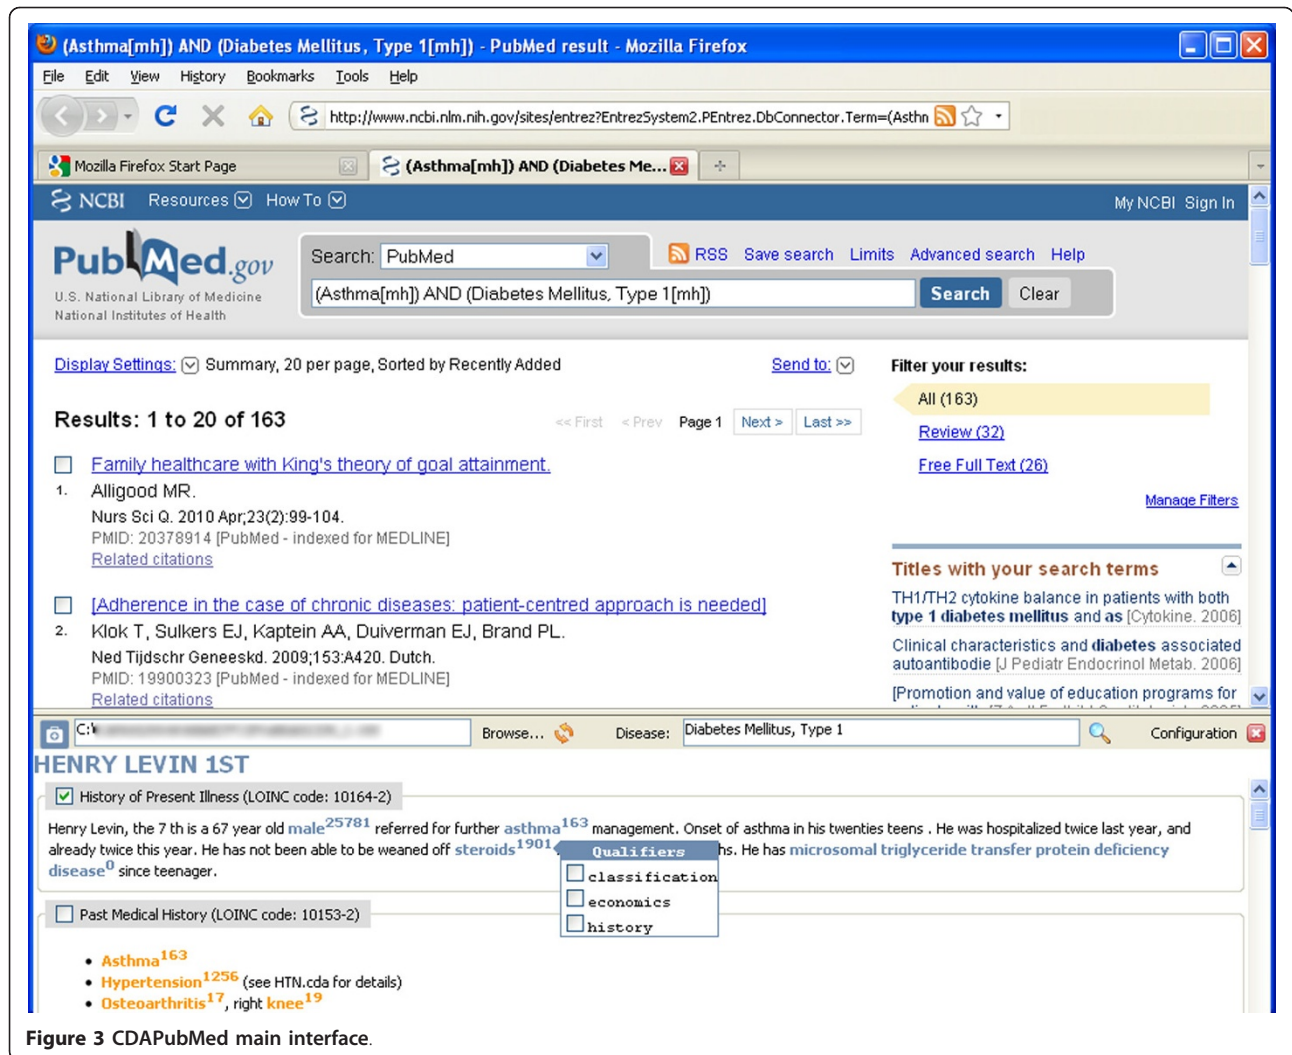 (Asthma[mh]) AND (Diabetes Mellitus, Type 1[mh]) - PubMed result - Mozilla Firefox
File Edit View History Bookmarks Tools Help
http://www.ncbi.nlm.nih.gov/sites/entrez?EntrezSystem2.PEntrez.DbConnector.Term=(Asthn
Mozilla Firefox Start Page (Asthma[mh]) AND (Diabetes Me...
NCBI Resources How To My NCBI Sign In
PubMed.gov
U.S. National Library of Medicine
National Institutes of Health
Search: PubMed RSS Save search Limits Advanced search Help
(Asthma[mh]) AND (Diabetes Mellitus, Type 1[mh]) Search Clear
Display Settings: Summary, 20 per page, Sorted by Recently Added Send to:
Results: 1 to 20 of 163 << First < Prev Page 1 Next > Last >>
Family healthcare with King's theory of goal attainment.
1. Alligood MR.
Nurs Sci Q. 2010 Apr;23(2):99-104.
PMID: 20378914 [PubMed - indexed for MEDLINE]
Related citations
[Adherence in the case of chronic diseases: patient-centred approach is needed]
2. Klok T, Sulkers EJ, Kaptein AA, Duiverman EJ, Brand PL.
Ned Tijdschr Geneeskd. 2009;153:A420. Dutch.
PMID: 19900323 [PubMed - indexed for MEDLINE]
Related citations
Filter your results:
All (163)
Review (32)
Free Full Text (26)
Manage Filters
Titles with your search terms
TH1/TH2 cytokine balance in patients with both
type 1 diabetes mellitus and as [Cytokine. 2006]
Clinical characteristics and diabetes associated
autoantibodie [J Pediatr Endocrinol Metab. 2006]
[Promotion and value of education programs for
C:\ Browse... Disease: Diabetes Mellitus, Type 1 Configuration
HENRY LEVIN 1ST
History of Present Illness (LOINC code: 10164-2)
Henry Levin, the 7 th is a 67 year old male25781 referred for further asthma163 management. Onset of asthma in his twenties teens . He was hospitalized twice last year, and
already twice this year. He has not been able to be weaned off steroids1901 hs. He has microsomal triglyceride transfer protein deficiency
disease0 since teenager.
Qualifiers
classification
economics
history
Past Medical History (LOINC code: 10153-2)
• Asthma163
• Hypertension1256 (see HTN.cda for details)
• Osteoarthritis17, right knee19
Figure 3 CDAPubMed main interface.